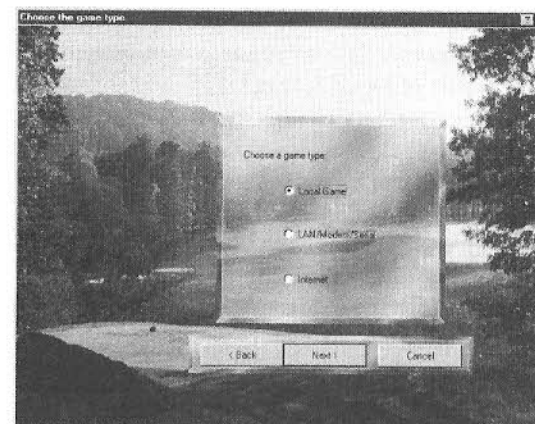 Choose the game type
Choose a game type:
Local Game
LAN/Modem/Serial
Internet
< Back
Next >
Cancel